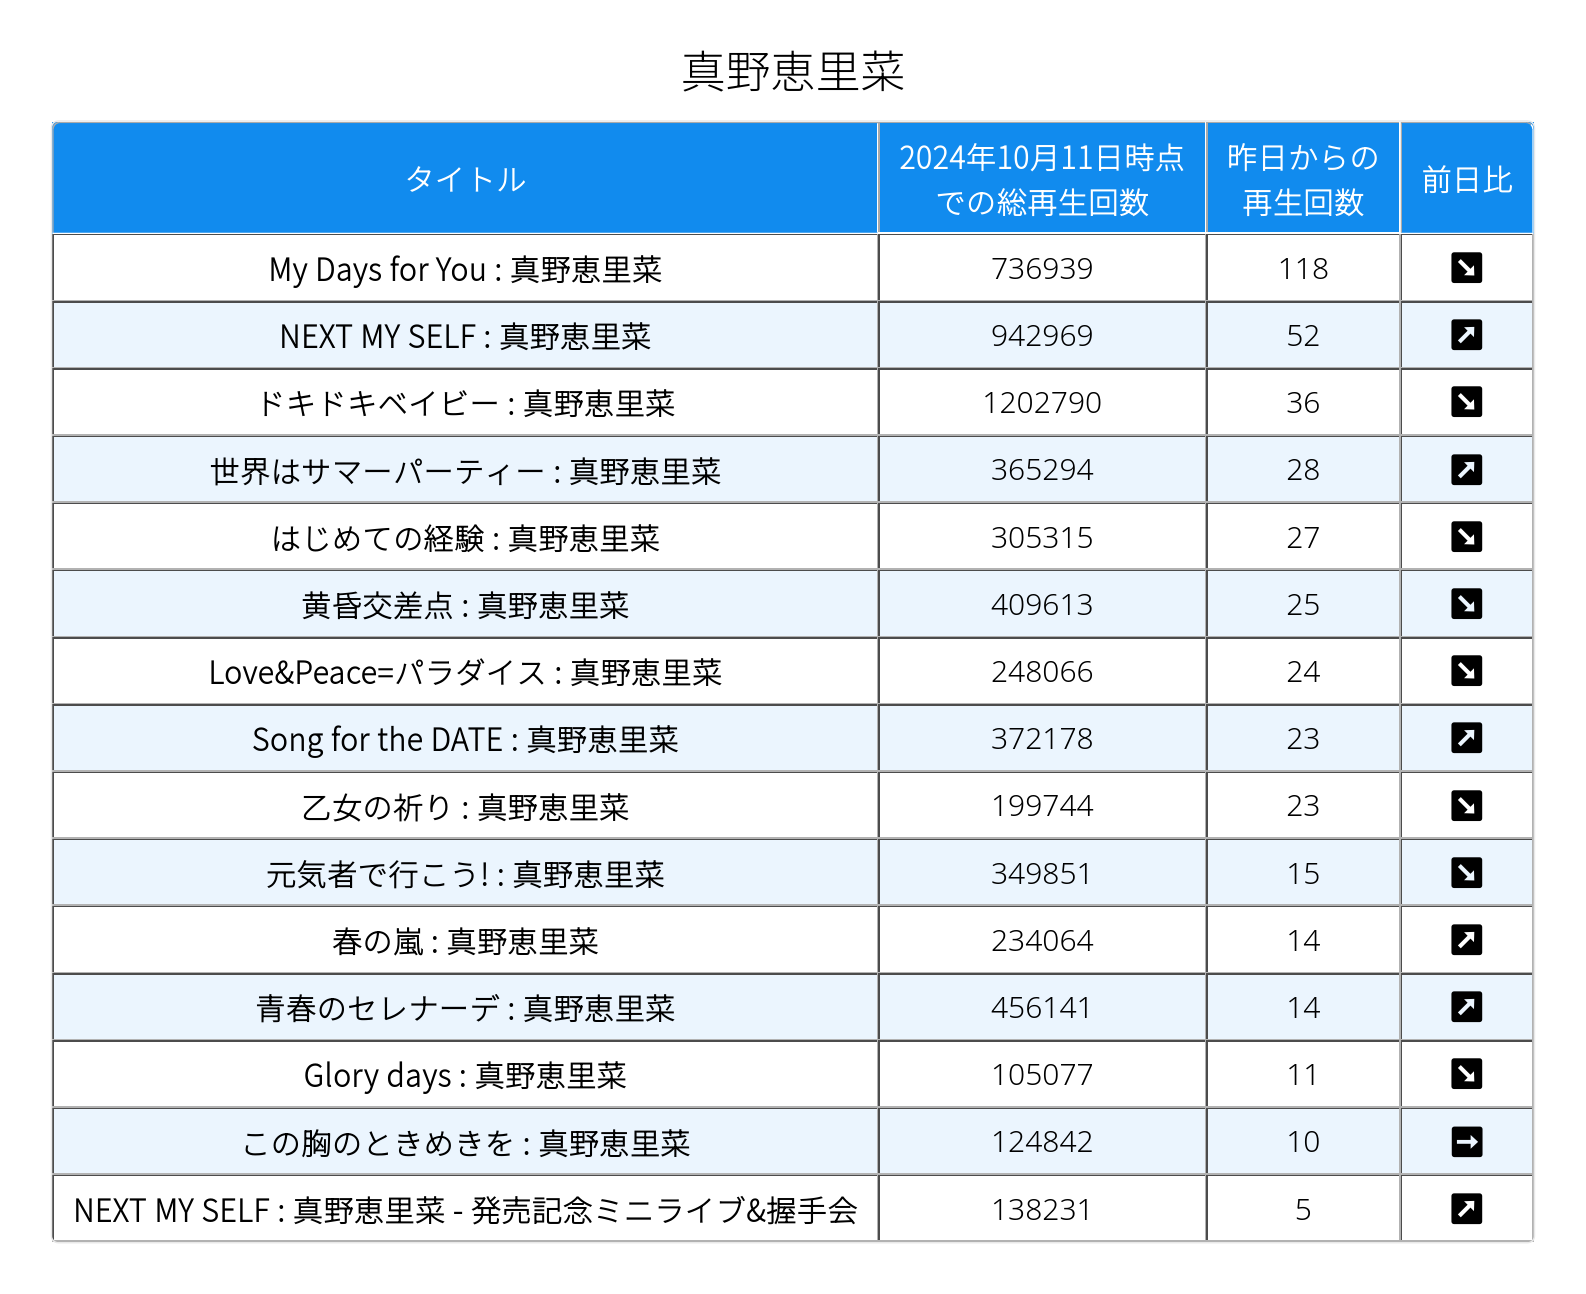 真野恵里菜
タイトル
2024年10月11日時点
での総再生回数
昨日からの
再生回数
前日比
My Days for You : 真野恵里菜 736939 118 ↘
NEXT MY SELF : 真野恵里菜 942969 52 ↗
ドキドキベイビー : 真野恵里菜 1202790 36 ↘
世界はサマーパーティー : 真野恵里菜 365294 28 ↗
はじめての経験 : 真野恵里菜 305315 27 ↘
黄昏交差点 : 真野恵里菜 409613 25 ↘
Love&Peace=パラダイス : 真野恵里菜 248066 24 ↘
Song for the DATE : 真野恵里菜 372178 23 ↗
乙女の祈り : 真野恵里菜 199744 23 ↘
元気者で行こう! : 真野恵里菜 349851 15 ↘
春の嵐 : 真野恵里菜 234064 14 ↗
青春のセレナーデ : 真野恵里菜 456141 14 ↗
Glory days : 真野恵里菜 105077 11 ↘
この胸のときめきを : 真野恵里菜 124842 10 →
NEXT MY SELF : 真野恵里菜 - 発売記念ミニライブ&握手会 138231 5 ↗